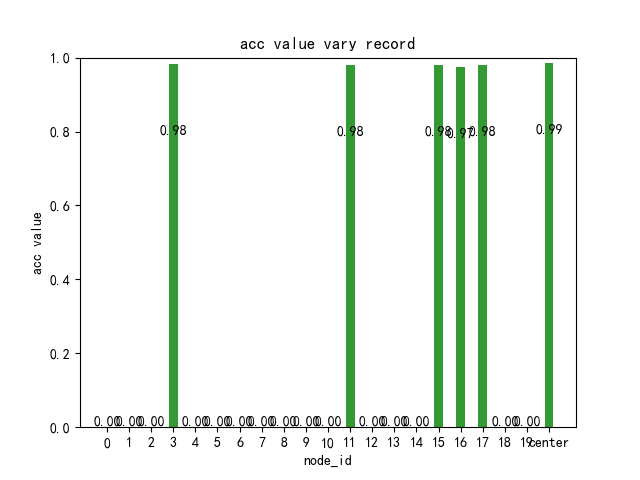 acc value vary record
acc value
1.0
0.8
0.6
0.4
0.2
0.0
0.98 0.98 0.98 0.97 0.98 0.99
0.00 0.00 0.00 0.00 0.00 0.00 0.00 0.00 0.00 0.00 0.00 0.00 0.00 0.00 0.00
0 1 2 3 4 5 6 7 8 9 10 11 12 13 14 15 16 17 18 19 center
node_id